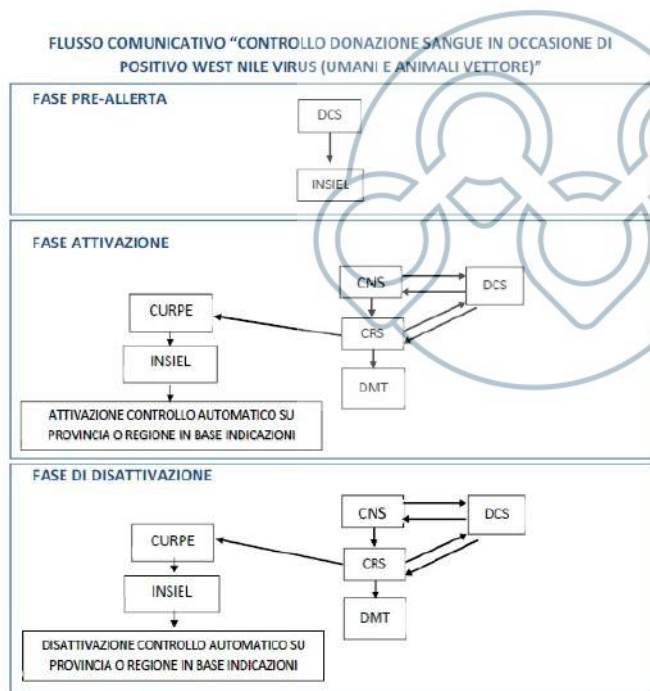 FLUSSO COMUNICATIVO “CONTROLLO DONAZIONE SANGUE IN OCCASIONE DI
POSITIVO WEST NILE VIRUS (UMANI E ANIMALI VETTORE)”
FASE PRE-ALLERTA
DCS
INSIEL
FASE ATTIVAZIONE
CNS
DCS
CURPE
CRS
INSIEL
DMT
ATTIVAZIONE CONTROLLO AUTOMATICO SU
PROVINCIA O REGIONE IN BASE INDICAZIONI
FASE DI DISATTIVAZIONE
CNS
DCS
CURPE
CRS
INSIEL
DMT
DISATTIVAZIONE CONTROLLO AUTOMATICO SU
PROVINCIA O REGIONE IN BASE INDICAZIONI